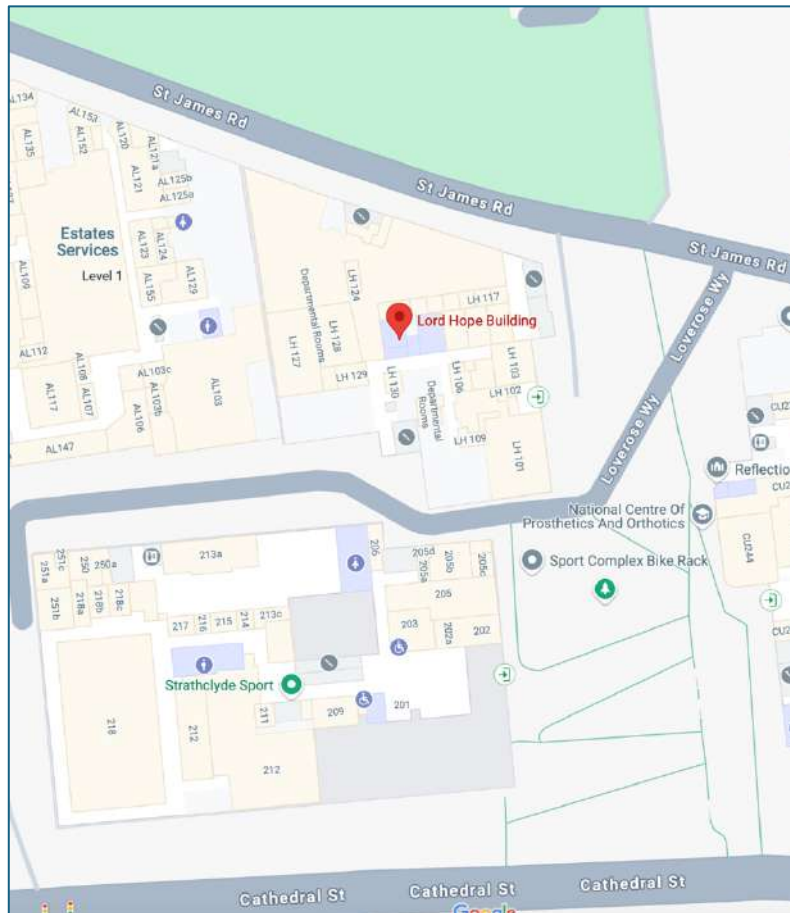 St James Rd
AL134
AL153
AL135
AL152
AL120
AL121a
AL121
AL125b
AL125a
St James Rd
Estates
Services
Level 1
AL123
AL124
AL109
AL155
AL129
Departmental Rooms
LH 124
LH 117
St James Rd
Lord Hope Building
LH 127
LH 128
LH 129
LH 130
LH 106
LH 103
LH 102
Departmental
Rooms
LH 109
LH 101
Loverose Wy
Loverose Wy
AL112
AL108
AL103c
AL117
AL107
AL106
AL103b
AL103
AL147
Reflectio
National Centre Of
Prosthetics And Orthotics
CU244
Sport Complex Bike Rack
251a
251c
250
250a
213a
206
205d
205a
205b
205c
251b
218a
218b
218c
205
217
216
215
214
213c
203
202a
202
Strathclyde Sport
211
209
201
218
212
212
Cathedral St
Cathedral St
Cathedral St
Google